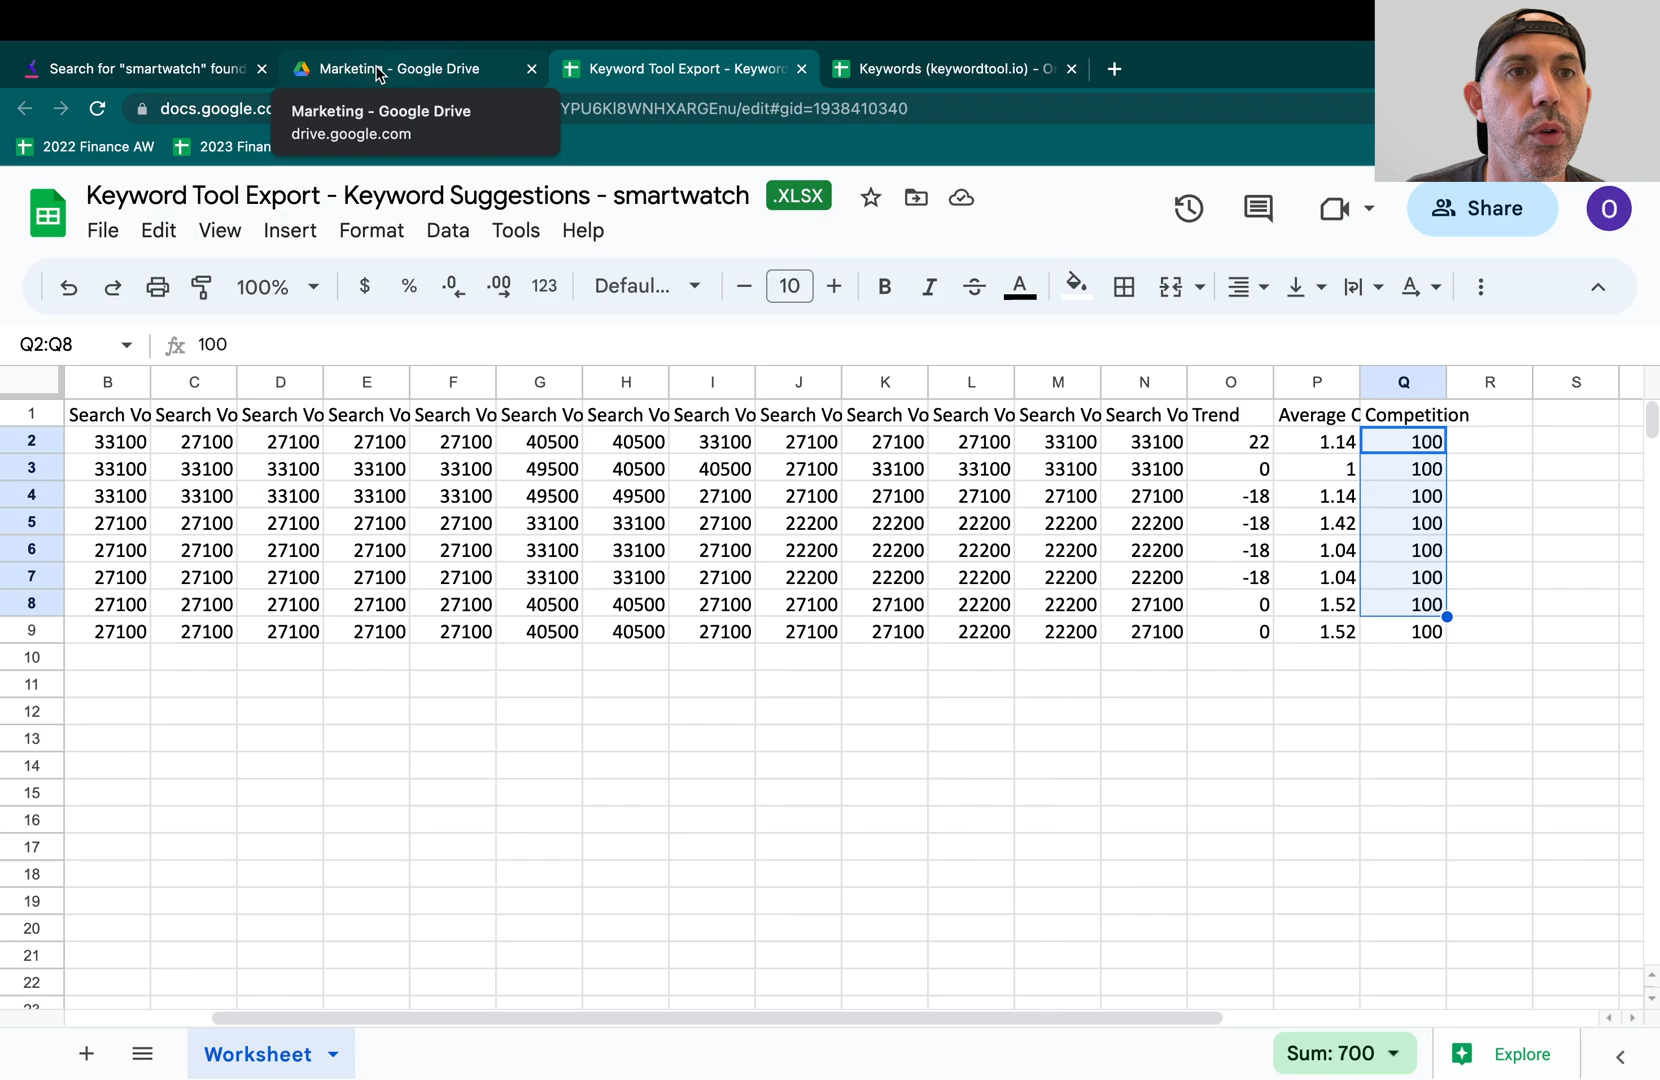 Search for "smartwatch" found
Marketing - Google Drive
Keyword Tool Export - Keyword
Keywords (keywordtool.io) - Or
docs.google.co
YPU6Kl8WNHXARGEnu/edit#gid=1938410340
Marketing - Google Drive
drive.google.com
2022 Finance AW
2023 Finan
Keyword Tool Export - Keyword Suggestions - smartwatch
.XLSX
File Edit View Insert Format Data Tools Help
Share
O
100% $ % .0 .00 123 Defaul... 10 B I S A
Q2:Q8 fx 100
B C D E F G H I J K L M N O P Q R S
1 Search Vo Search Vo Search Vo Search Vo Search Vo Search Vo Search Vo Search Vo Search Vo Search Vo Search Vo Search Vo Search Vo Trend Average C Competition
2 33100 27100 27100 27100 27100 40500 40500 33100 27100 27100 27100 33100 33100 22 1.14 100
3 33100 33100 33100 33100 33100 49500 40500 40500 27100 33100 33100 33100 33100 0 1 100
4 33100 33100 33100 33100 33100 49500 49500 27100 27100 27100 27100 27100 27100 -18 1.14 100
5 27100 27100 27100 27100 27100 33100 33100 27100 22200 22200 22200 22200 22200 -18 1.42 100
6 27100 27100 27100 27100 27100 33100 33100 27100 22200 22200 22200 22200 22200 -18 1.04 100
7 27100 27100 27100 27100 27100 33100 33100 27100 22200 22200 22200 22200 22200 -18 1.04 100
8 27100 27100 27100 27100 27100 40500 40500 27100 27100 27100 22200 22200 27100 0 1.52 100
9 27100 27100 27100 27100 27100 40500 40500 27100 27100 27100 22200 22200 27100 0 1.52 100
10
11
12
13
14
15
16
17
18
19
20
21
22
23
Worksheet
Sum: 700
Explore